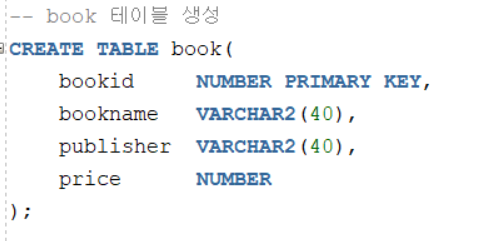 -- book 테이블 생성
CREATE TABLE book(
    bookid     NUMBER PRIMARY KEY,
    bookname   VARCHAR2(40),
    publisher  VARCHAR2(40),
    price      NUMBER
);